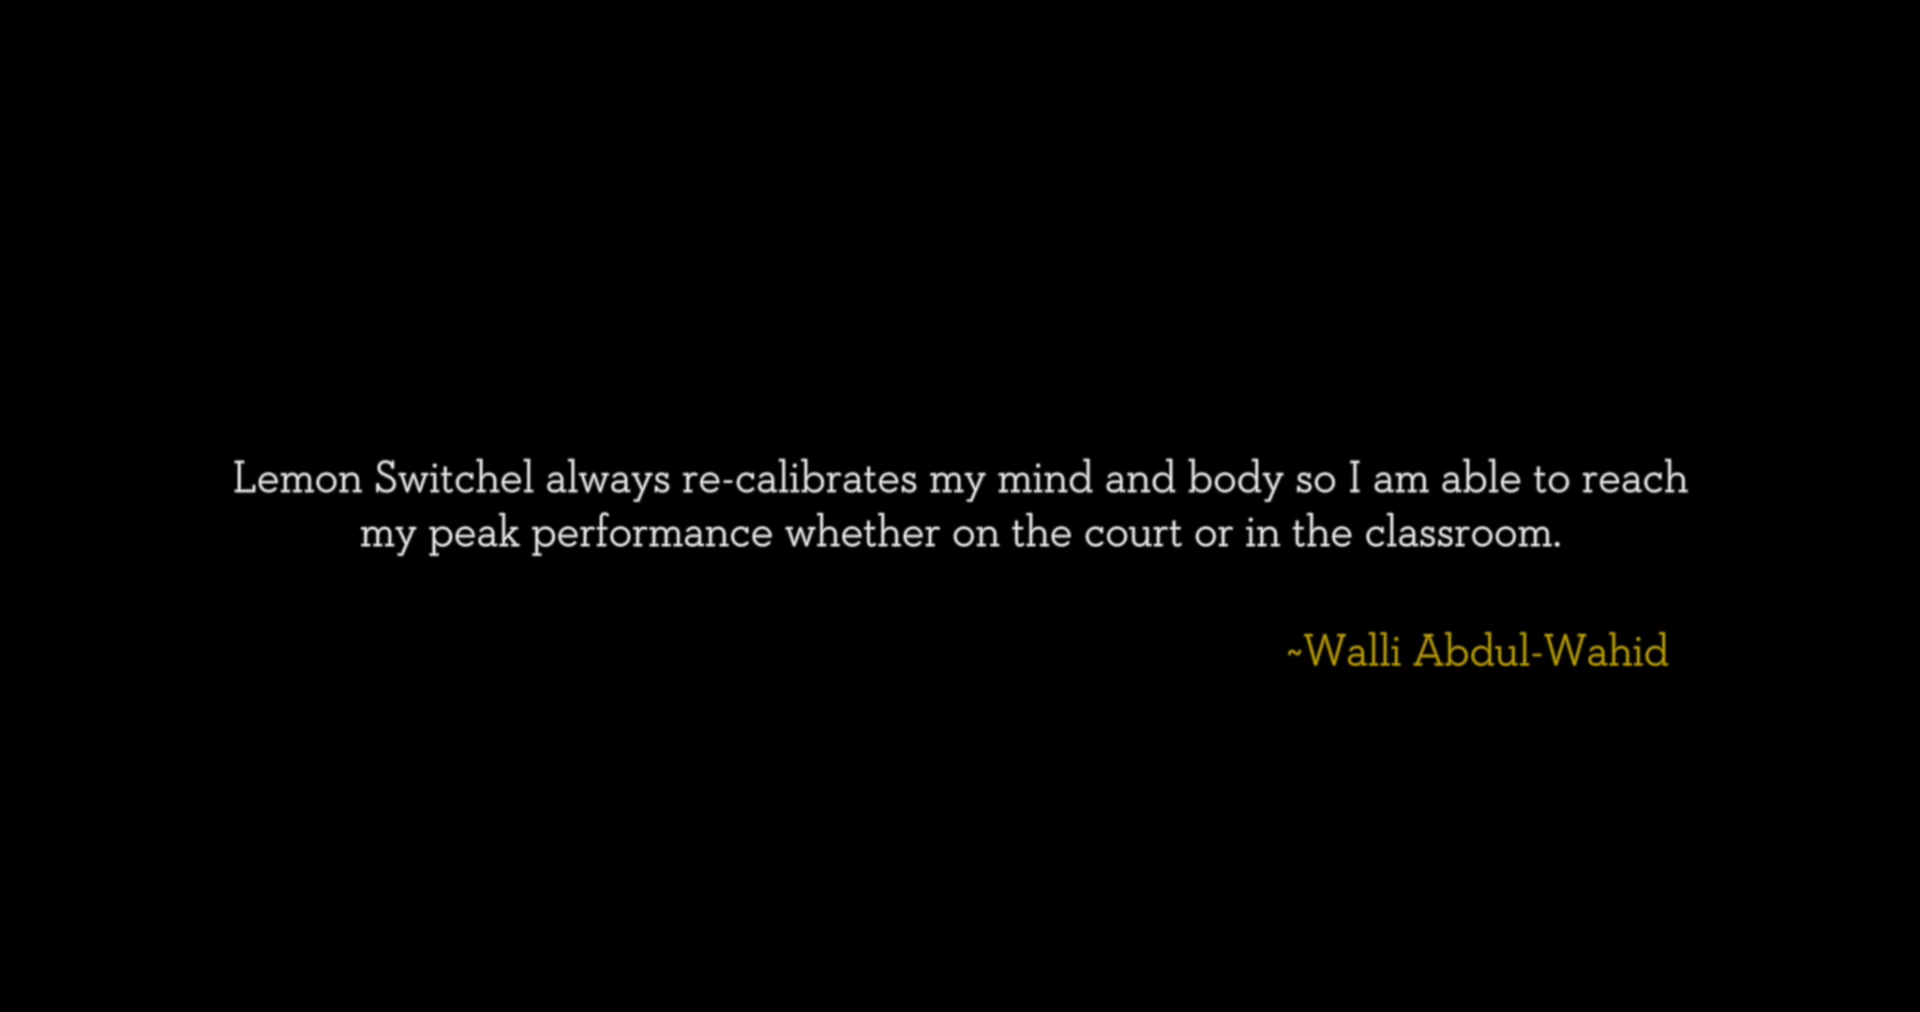 Lemon Switchel always re-calibrates my mind and body so I am able to reach
my peak performance whether on the court or in the classroom.
~Walli Abdul-Wahid